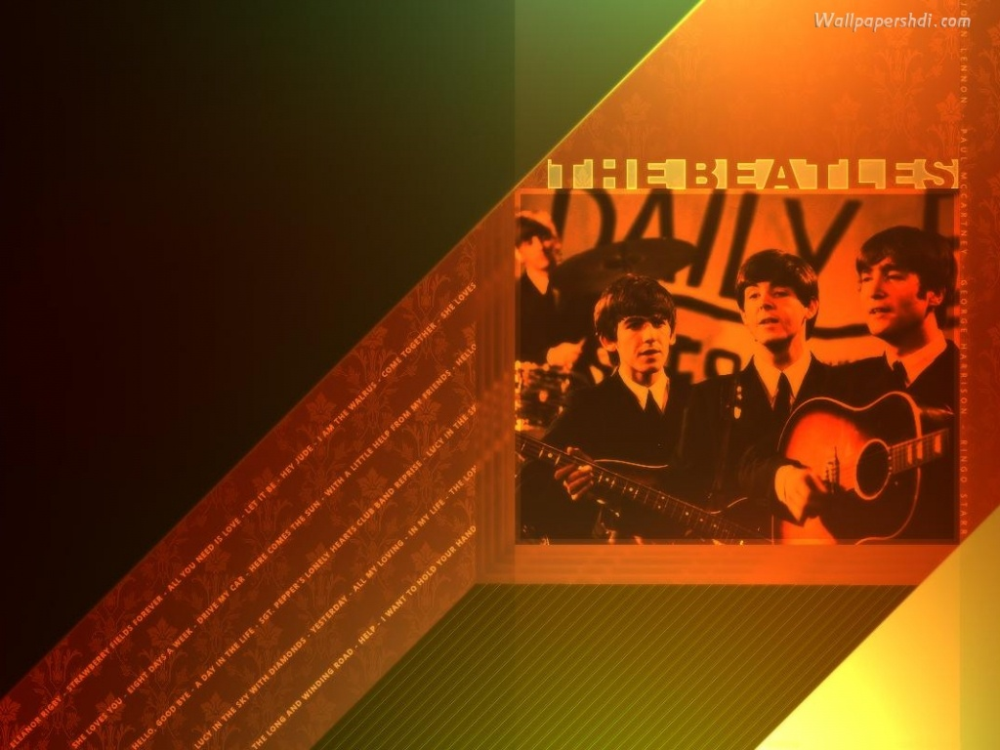 Wallpapershdi.com
JOHN LENNON PAUL MCCARTNEY GEORGE HARRISON RINGO STARR
THE BEATLES
DAILY
ELEANOR RIGBY - STRAWBERRY FIELDS FOREVER - ALL YOU NEED IS LOVE - LET IT BE - HEY JUDE - I AM THE WALRUS - COME TOGETHER - SHE LOVES
SHE LOVES YOU - EIGHT DAYS A WEEK - DRIVE MY CAR - HERE COMES THE SUN - WITH A LITTLE HELP FROM MY FRIENDS - HELLO
HELLO, GOOD BYE - A DAY IN THE LIFE - SGT. PEPPER'S LONELY HEARTS CLUB BAND REPRISE - LUCY IN THE
LUCY IN THE SKY WITH DIAMONDS - YESTERDAY - ALL MY LOVING - IN MY LIFE - THE
THE LONG AND WINDING ROAD - HELP - I WANT TO HOLD YOUR HAND